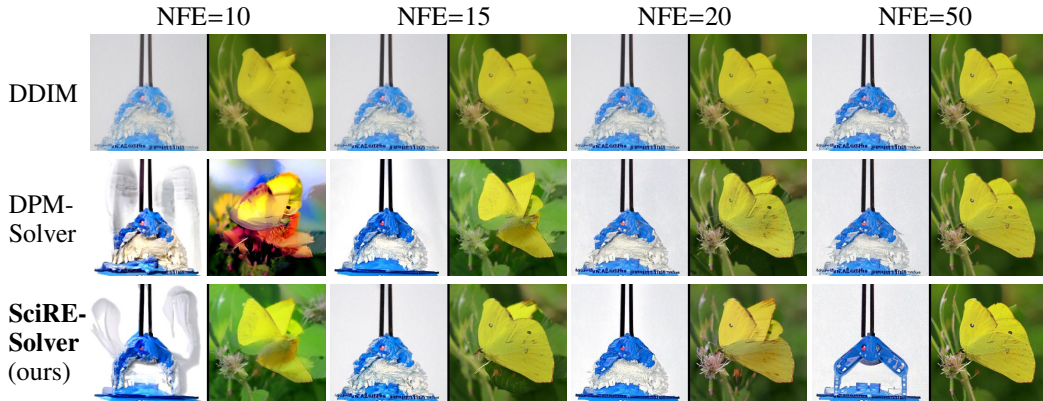 NFE=10 NFE=15 NFE=20 NFE=50
DDIM
DPM-
Solver
SciRE-
Solver
(ours)